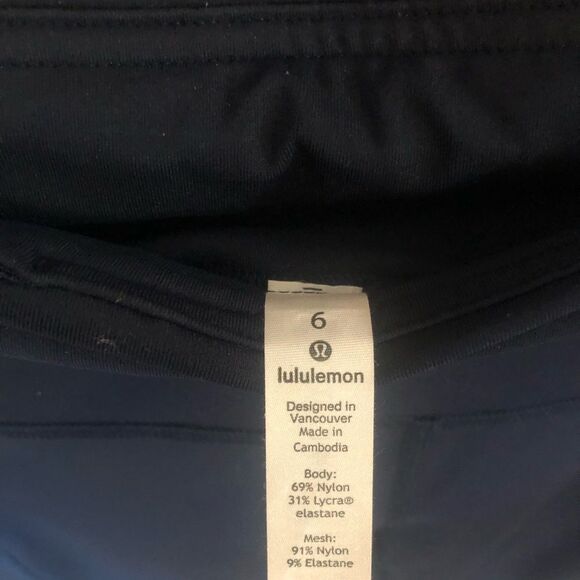 6
lululemon
Designed in
Vancouver
Made in
Cambodia
Body:
69% Nylon
31% Lycra®
elastane
Mesh:
91% Nylon
9% Elastane